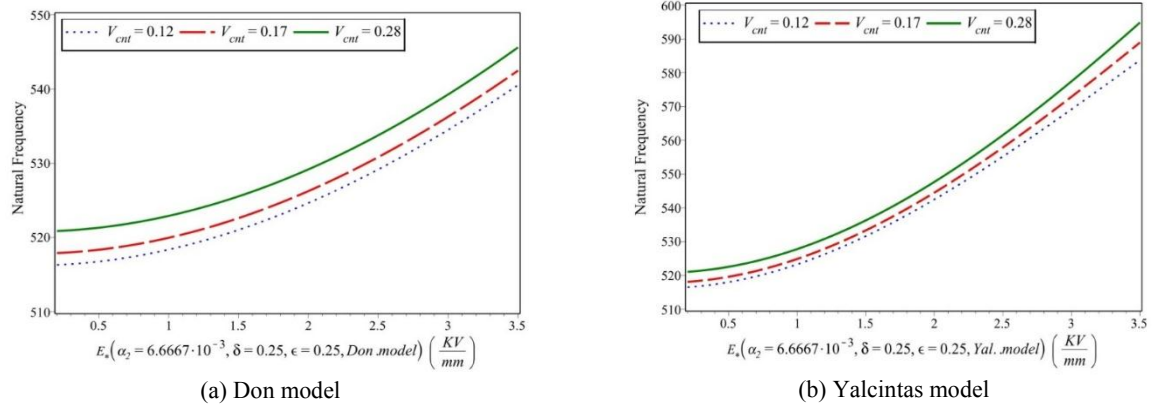 550
540
530
520
510
Natural Frequency
V_cnt = 0.12 V_cnt = 0.17 V_cnt = 0.28
0.5 1 1.5 2 2.5 3 3.5
E_*(α_2 = 6.6667·10^-3, δ = 0.25, ϵ = 0.25, Don .model) (KV/mm)
(a) Don model
600
590
580
570
560
550
540
530
520
510
Natural Frequency
V_cnt = 0.12 V_cnt = 0.17 V_cnt = 0.28
0.5 1 1.5 2 2.5 3 3.5
E_*(α_2 = 6.6667·10^-3, δ = 0.25, ϵ = 0.25, Yal. .model) (KV/mm)
(b) Yalcintas model